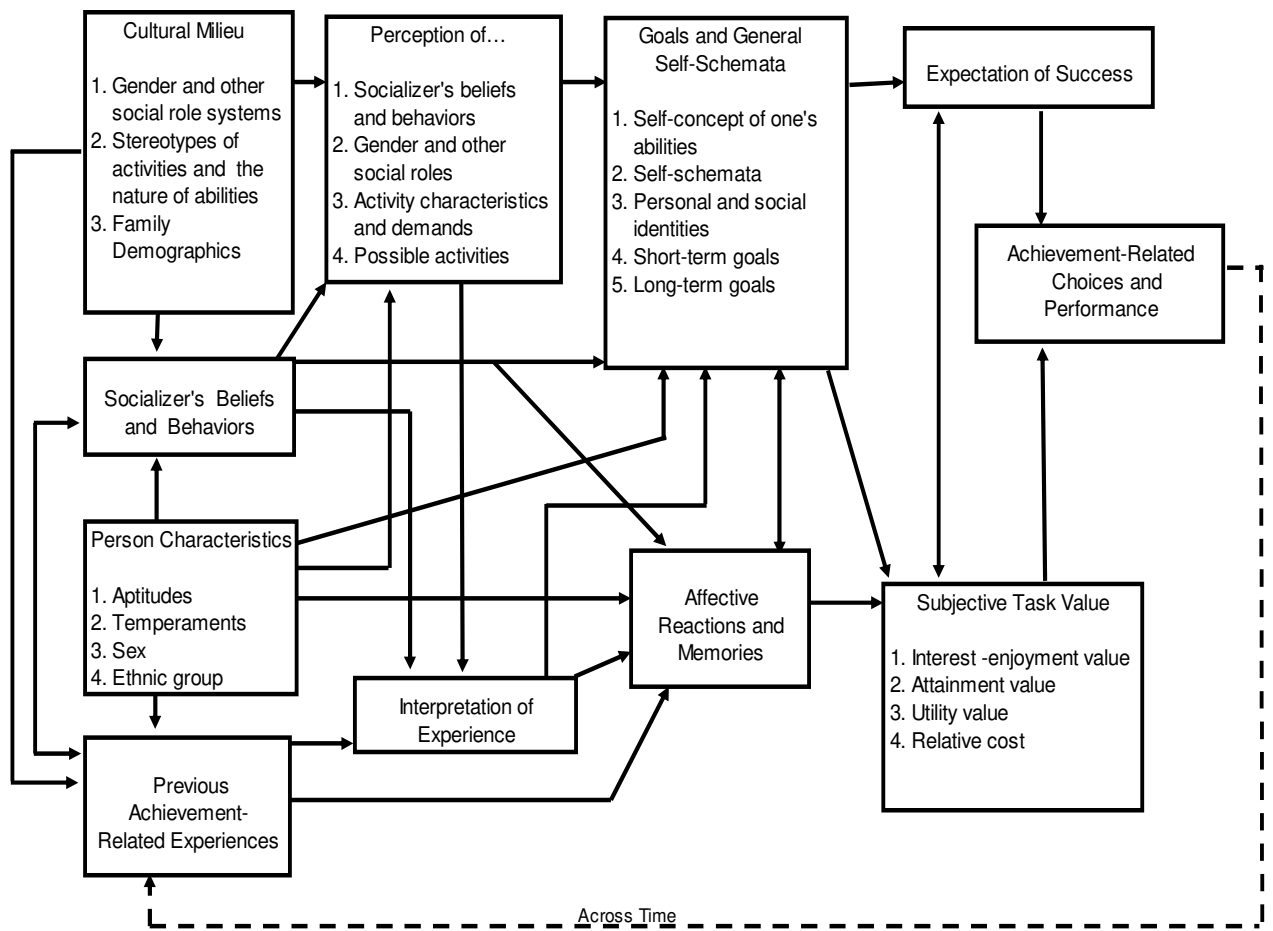 Cultural Milieu
1. Gender and other
social role systems
2. Stereotypes of
activities and the
nature of abilities
3. Family
Demographics
Perception of…
1. Socializer's beliefs
and behaviors
2. Gender and other
social roles
3. Activity characteristics
and demands
4. Possible activities
Goals and General
Self-Schemata
1. Self-concept of one's
abilities
2. Self-schemata
3. Personal and social
identities
4. Short-term goals
5. Long-term goals
Expectation of Success
Achievement-Related
Choices and
Performance
Socializer's Beliefs
and Behaviors
Person Characteristics
1. Aptitudes
2. Temperaments
3. Sex
4. Ethnic group
Affective
Reactions and
Memories
Subjective Task Value
1. Interest -enjoyment value
2. Attainment value
3. Utility value
4. Relative cost
Interpretation of
Experience
Previous
Achievement-
Related Experiences
Across Time